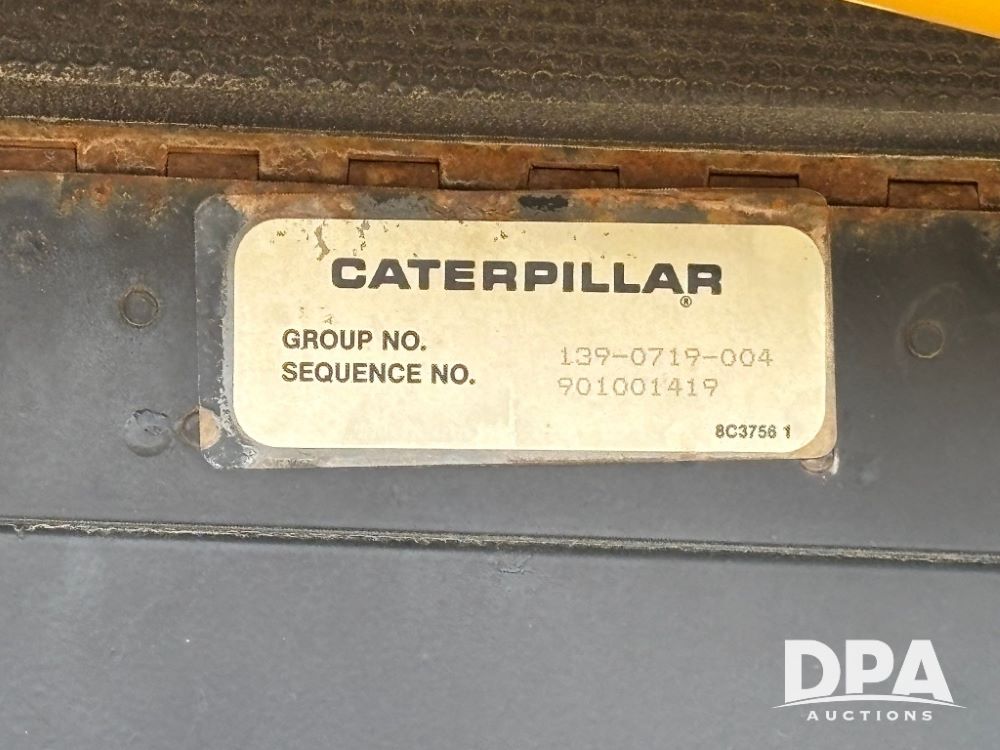 CATERPILLAR®
GROUP NO. 139-0719-004
SEQUENCE NO. 901001419
8C3756 1
DPA
AUCTIONS